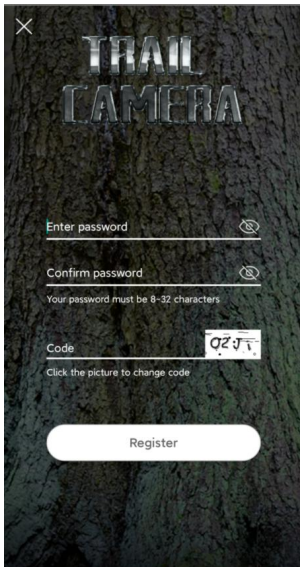 TRAIL
CAMERA
Enter password
Confirm password
Your password must be 8-32 characters
Code
Click the picture to change code
Register